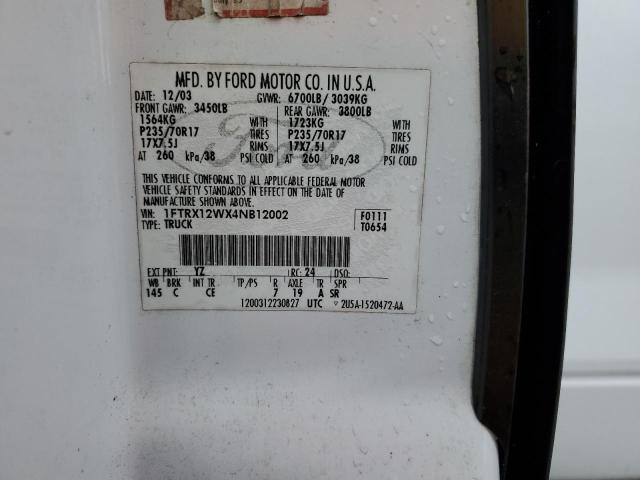 MFD. BY FORD MOTOR CO. IN U.S.A.
DATE: 12/03 GVWR: 6700LB/ 3039KG
FRONT GAWR: 3450LB REAR GAWR: 3800LB
1564KG WITH 1723KG WITH
P235/70R17 TIRES P235/70R17 TIRES
17X7.5J RIMS 17X7.5J RIMS
AT 260 kPa/38 PSI COLD AT 260 kPa/38 PSI COLD
THIS VEHICLE CONFORMS TO ALL APPLICABLE FEDERAL MOTOR
VEHICLE SAFETY STANDARDS IN EFFECT ON THE DATE OF
MANUFACTURE SHOWN ABOVE.
VIN: 1FTRX12WX4NB12002 F0111
TYPE: TRUCK T0654
Ford
EXT PNT: YZ RC: 24 DSO:
WB BRK INT TR TP/PS R AXLE TR SPR
145 C CE 7 19 A SR
1200312230827 UTC 2U5A-1520472-AA